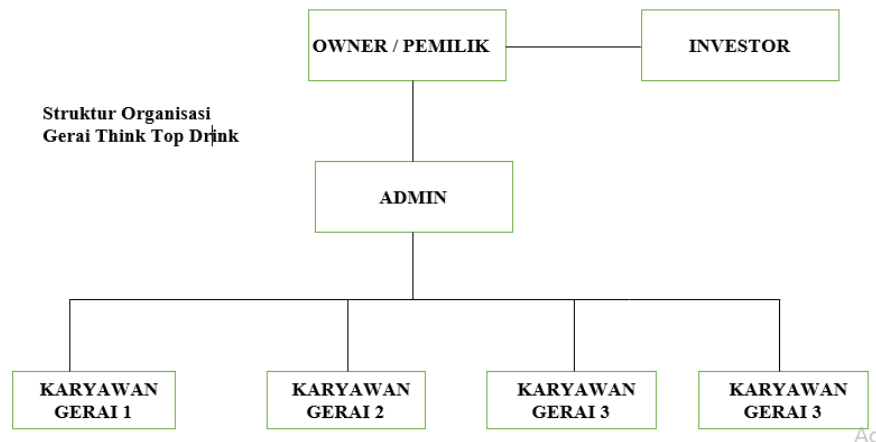 OWNER / PEMILIK
INVESTOR
Struktur Organisasi
Gerai Think Top Drink
ADMIN
KARYAWAN
GERAI 1
KARYAWAN
GERAI 2
KARYAWAN
GERAI 3
KARYAWAN
GERAI 3